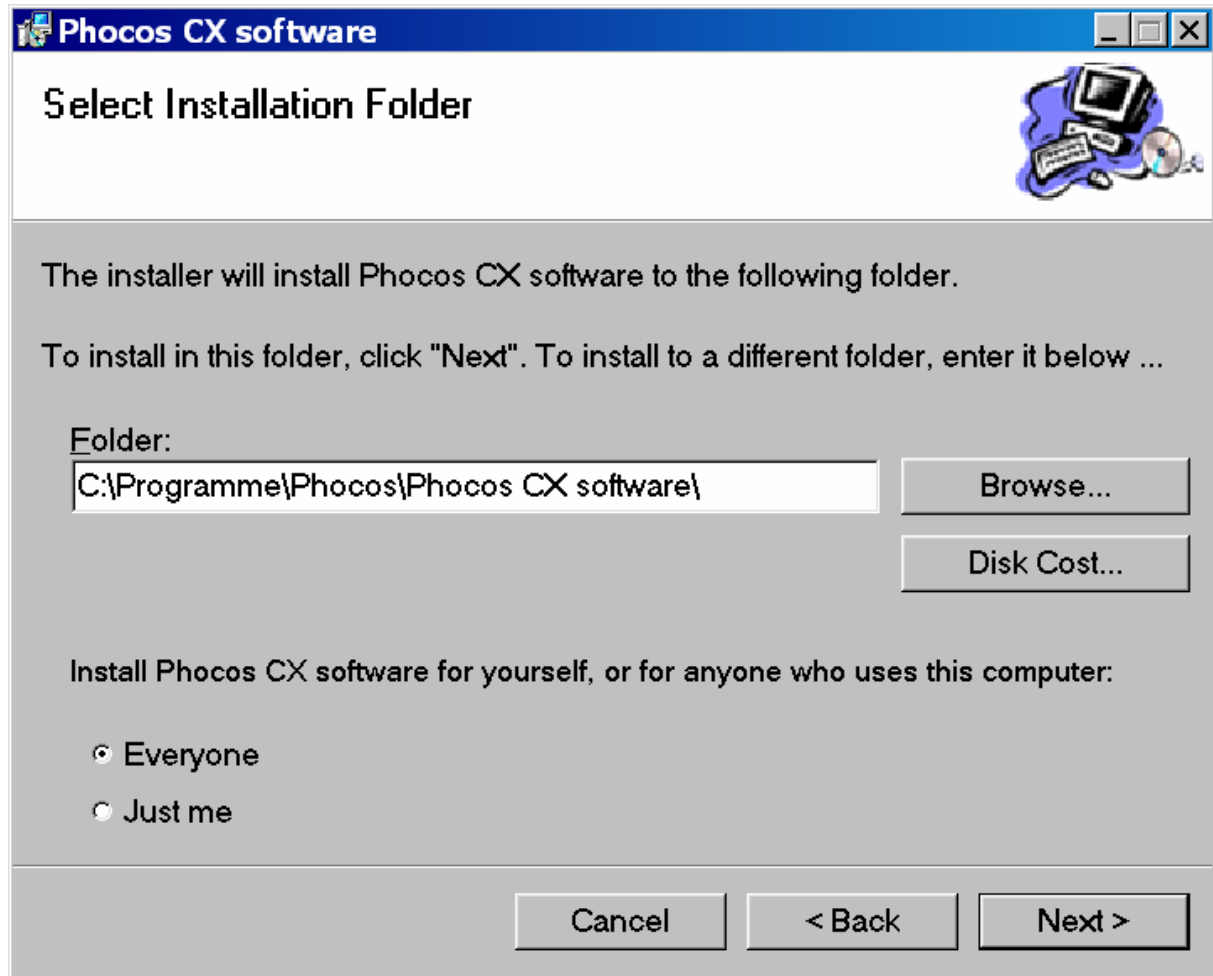 Phocos CX software
Select Installation Folder
The installer will install Phocos CX software to the following folder.
To install in this folder, click "Next". To install to a different folder, enter it below ...
Folder:
C:\Programme\Phocos\Phocos CX software\
Browse...
Disk Cost...
Install Phocos CX software for yourself, or for anyone who uses this computer:
Everyone
Just me
Cancel
< Back
Next >